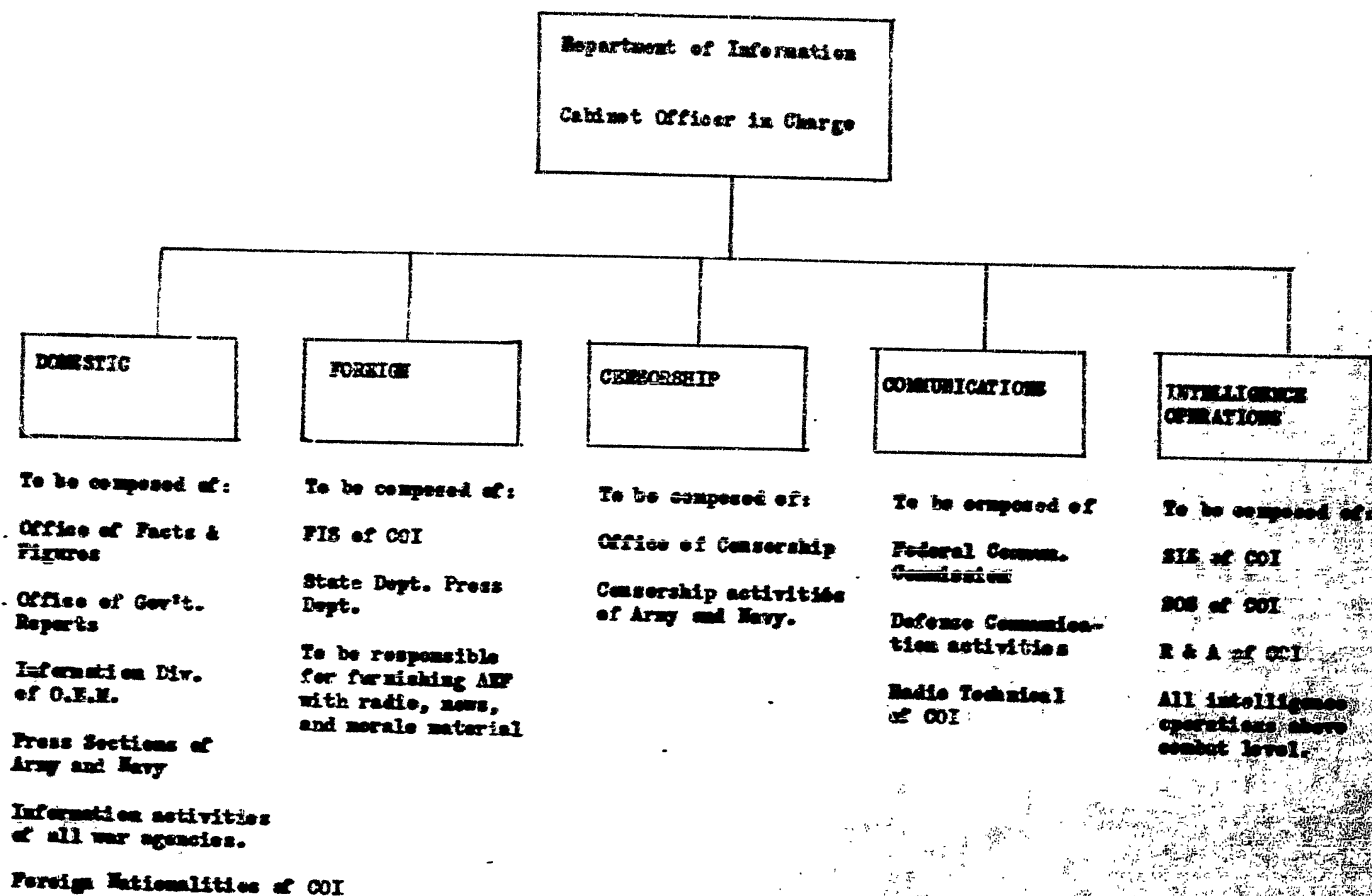 Department of Information
Cabinet Officer in Charge
DOMESTIC
To be composed of:
Office of Facts &
Figures
Office of Gov't.
Reports
Information Div.
of O.E.M.
Press Sections of
Army and Navy
Information activities
of all war agencies.
Foreign Nationalities of COI
FOREIGN
To be composed of:
FIS of COI
State Dept. Press
Dept.
To be responsible
for furnishing AEF
with radio, news,
and morale material
CENSORSHIP
To be composed of:
Office of Censorship
Censorship activities
of Army and Navy.
COMMUNICATIONS
To be composed of
Federal Commun.
Commission
Defense Communica-
tion activities
Radio Technical
of COI
INTELLIGENCE
OPERATIONS
To be composed of:
SIS of COI
SOS of COI
R & A of COI
All intelligence
operations above
combat level.